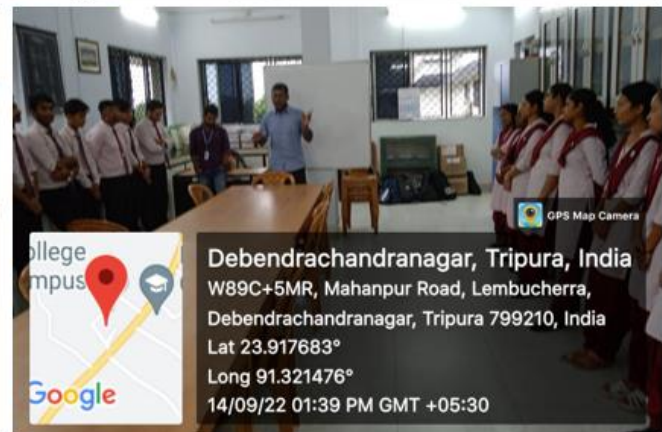 GPS Map Camera
ollege
mpus
Google
Debendrachandranagar, Tripura, India
W89C+5MR, Mahanpur Road, Lembucherra,
Debendrachandranagar, Tripura 799210, India
Lat 23.917683°
Long 91.321476°
14/09/22 01:39 PM GMT +05:30